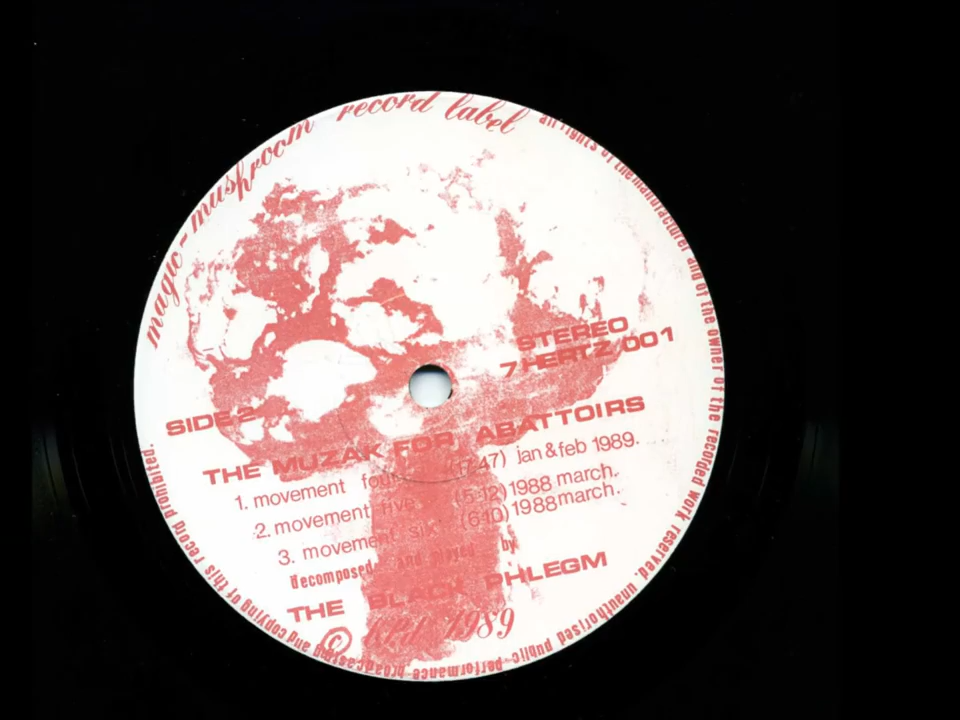 magic-mushroom record label
all rights of the manufacturer and of the owner of the recorded work reserved. unauthorised public performance broadcasting and copying of this record prohibited.
STEREO
7 HERTZ/001
SIDE 2
THE MUZAK FOR ABATTOIRS
1. movement four (17:47) jan & feb 1989.
2. movement five (5:12) 1988 march.
3. movement six (6:10) 1988 march.
decomposed and played by
THE BLACK PHLEGM
© 1989